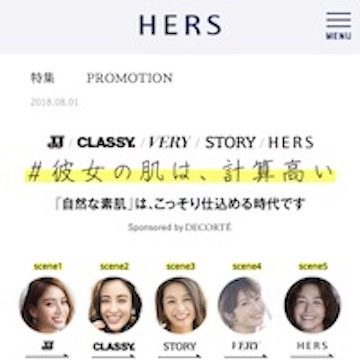 HERS
MENU
特集 PROMOTION
2018.08.01
JJ / CLASSY. / VERY / STORY / HERS
#彼女の肌は、計算高い
「自然な素肌」は、こっそり仕込める時代です
Sponsored by DECORTÉ
scene1 scene2 scene3 scene4 scene5
JJ CLASSY. STORY VERY HERS